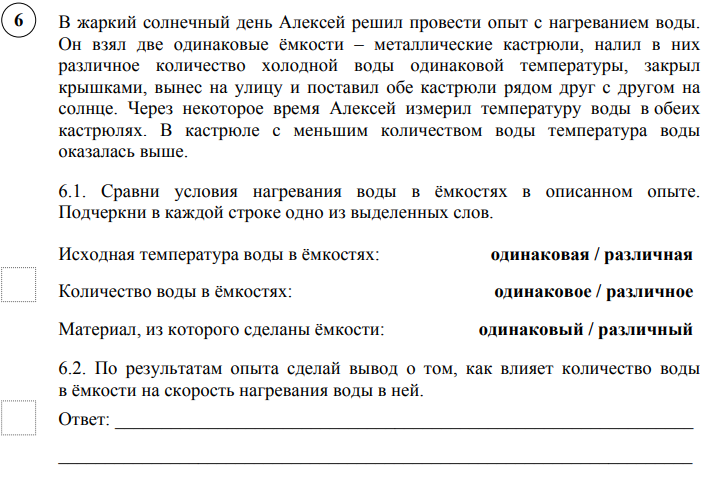 6
В жаркий солнечный день Алексей решил провести опыт с нагреванием воды.
Он взял две одинаковые ёмкости – металлические кастрюли, налил в них
различное количество холодной воды одинаковой температуры, закрыл
крышками, вынес на улицу и поставил обе кастрюли рядом друг с другом на
солнце. Через некоторое время Алексей измерил температуру воды в обеих
кастрюлях. В кастрюле с меньшим количеством воды температура воды
оказалась выше.
6.1. Сравни условия нагревания воды в ёмкостях в описанном опыте.
Подчеркни в каждой строке одно из выделенных слов.
Исходная температура воды в ёмкостях: одинаковая / различная
Количество воды в ёмкостях: одинаковое / различное
Материал, из которого сделаны ёмкости: одинаковый / различный
6.2. По результатам опыта сделай вывод о том, как влияет количество воды
в ёмкости на скорость нагревания воды в ней.
Ответ: